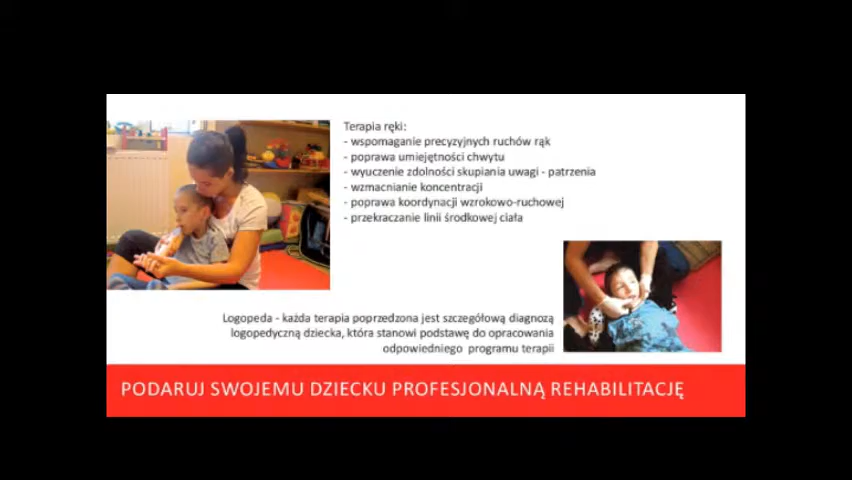 Terapia ręki:
- wspomaganie precyzyjnych ruchów rąk
- poprawa umiejętności chwytu
- wyuczenie zdolności skupiania uwagi - patrzenia
- wzmacnianie koncentracji
- poprawa koordynacji wzrokowo-ruchowej
- przekraczanie linii środkowej ciała
Logopeda - każda terapia poprzedzona jest szczegółową diagnozą
logopedyczną dziecka, która stanowi podstawę do opracowania
odpowiedniego programu terapii
PODARUJ SWOJEMU DZIECKU PROFESJONALNĄ REHABILITACJĘ